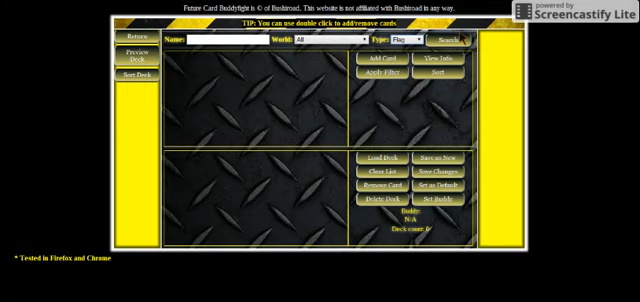 Future Card Buddyfight is © of Bushiroad. This website is not affiliated with Bushiroad in any way.
powered by
Screencastify Lite
TIP: You can use double click to add/remove cards
Return
Name: World: All Type: Flag Search
Preview Deck
Add Card View Info
Sort Deck
Apply Filter Sort
Load Deck Save as New
Clear List Save Changes
Remove Card Set as Default
Delete Deck Set Buddy
Buddy:
N/A
Deck count: 0
* Tested in Firefox and Chrome